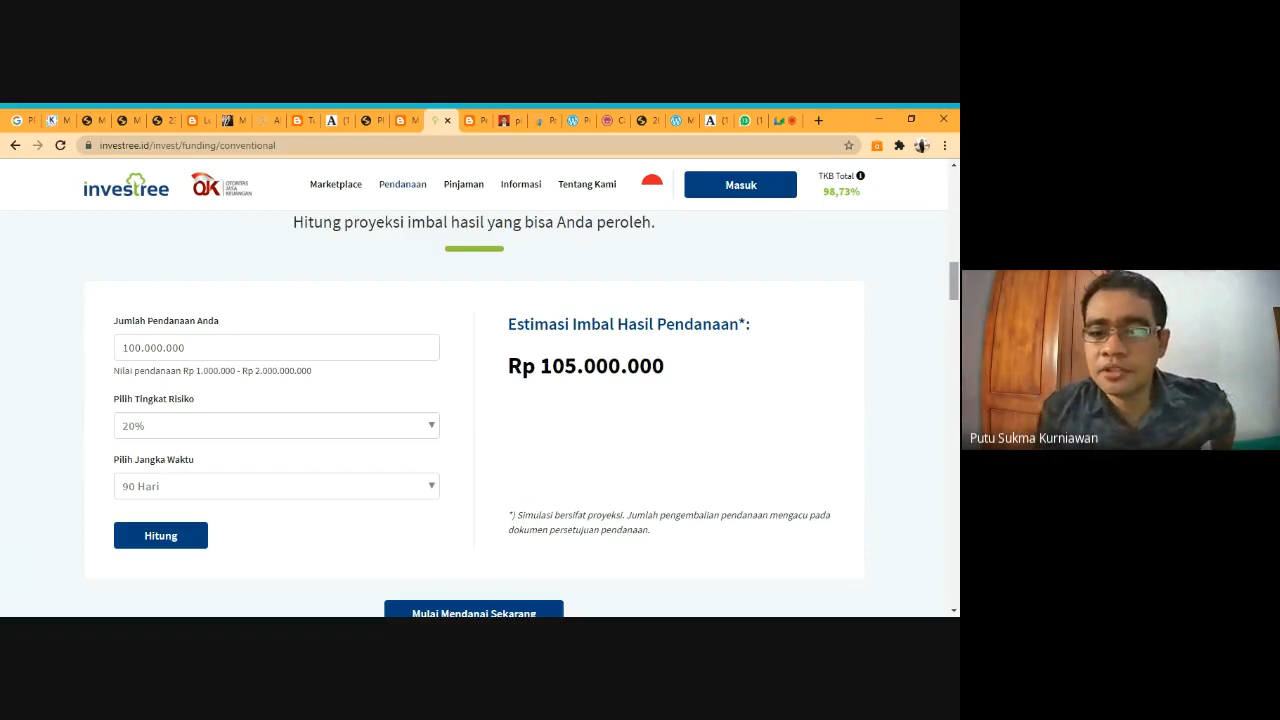 investree.id/invest/funding/conventional
investree
OJK OTORITAS JASA KEUANGAN
Marketplace
Pendanaan
Pinjaman
Informasi
Tentang Kami
Masuk
TKB Total
98,73%
Hitung proyeksi imbal hasil yang bisa Anda peroleh.
Jumlah Pendanaan Anda
100.000.000
Nilai pendanaan Rp 1.000.000 - Rp 2.000.000.000
Pilih Tingkat Risiko
20%
Pilih Jangka Waktu
90 Hari
Hitung
Estimasi Imbal Hasil Pendanaan*:
Rp 105.000.000
*) Simulasi bersifat proyeksi. Jumlah pengembalian pendanaan mengacu pada
dokumen persetujuan pendanaan.
Mulai Mendanai Sekarang
Putu Sukma Kurniawan